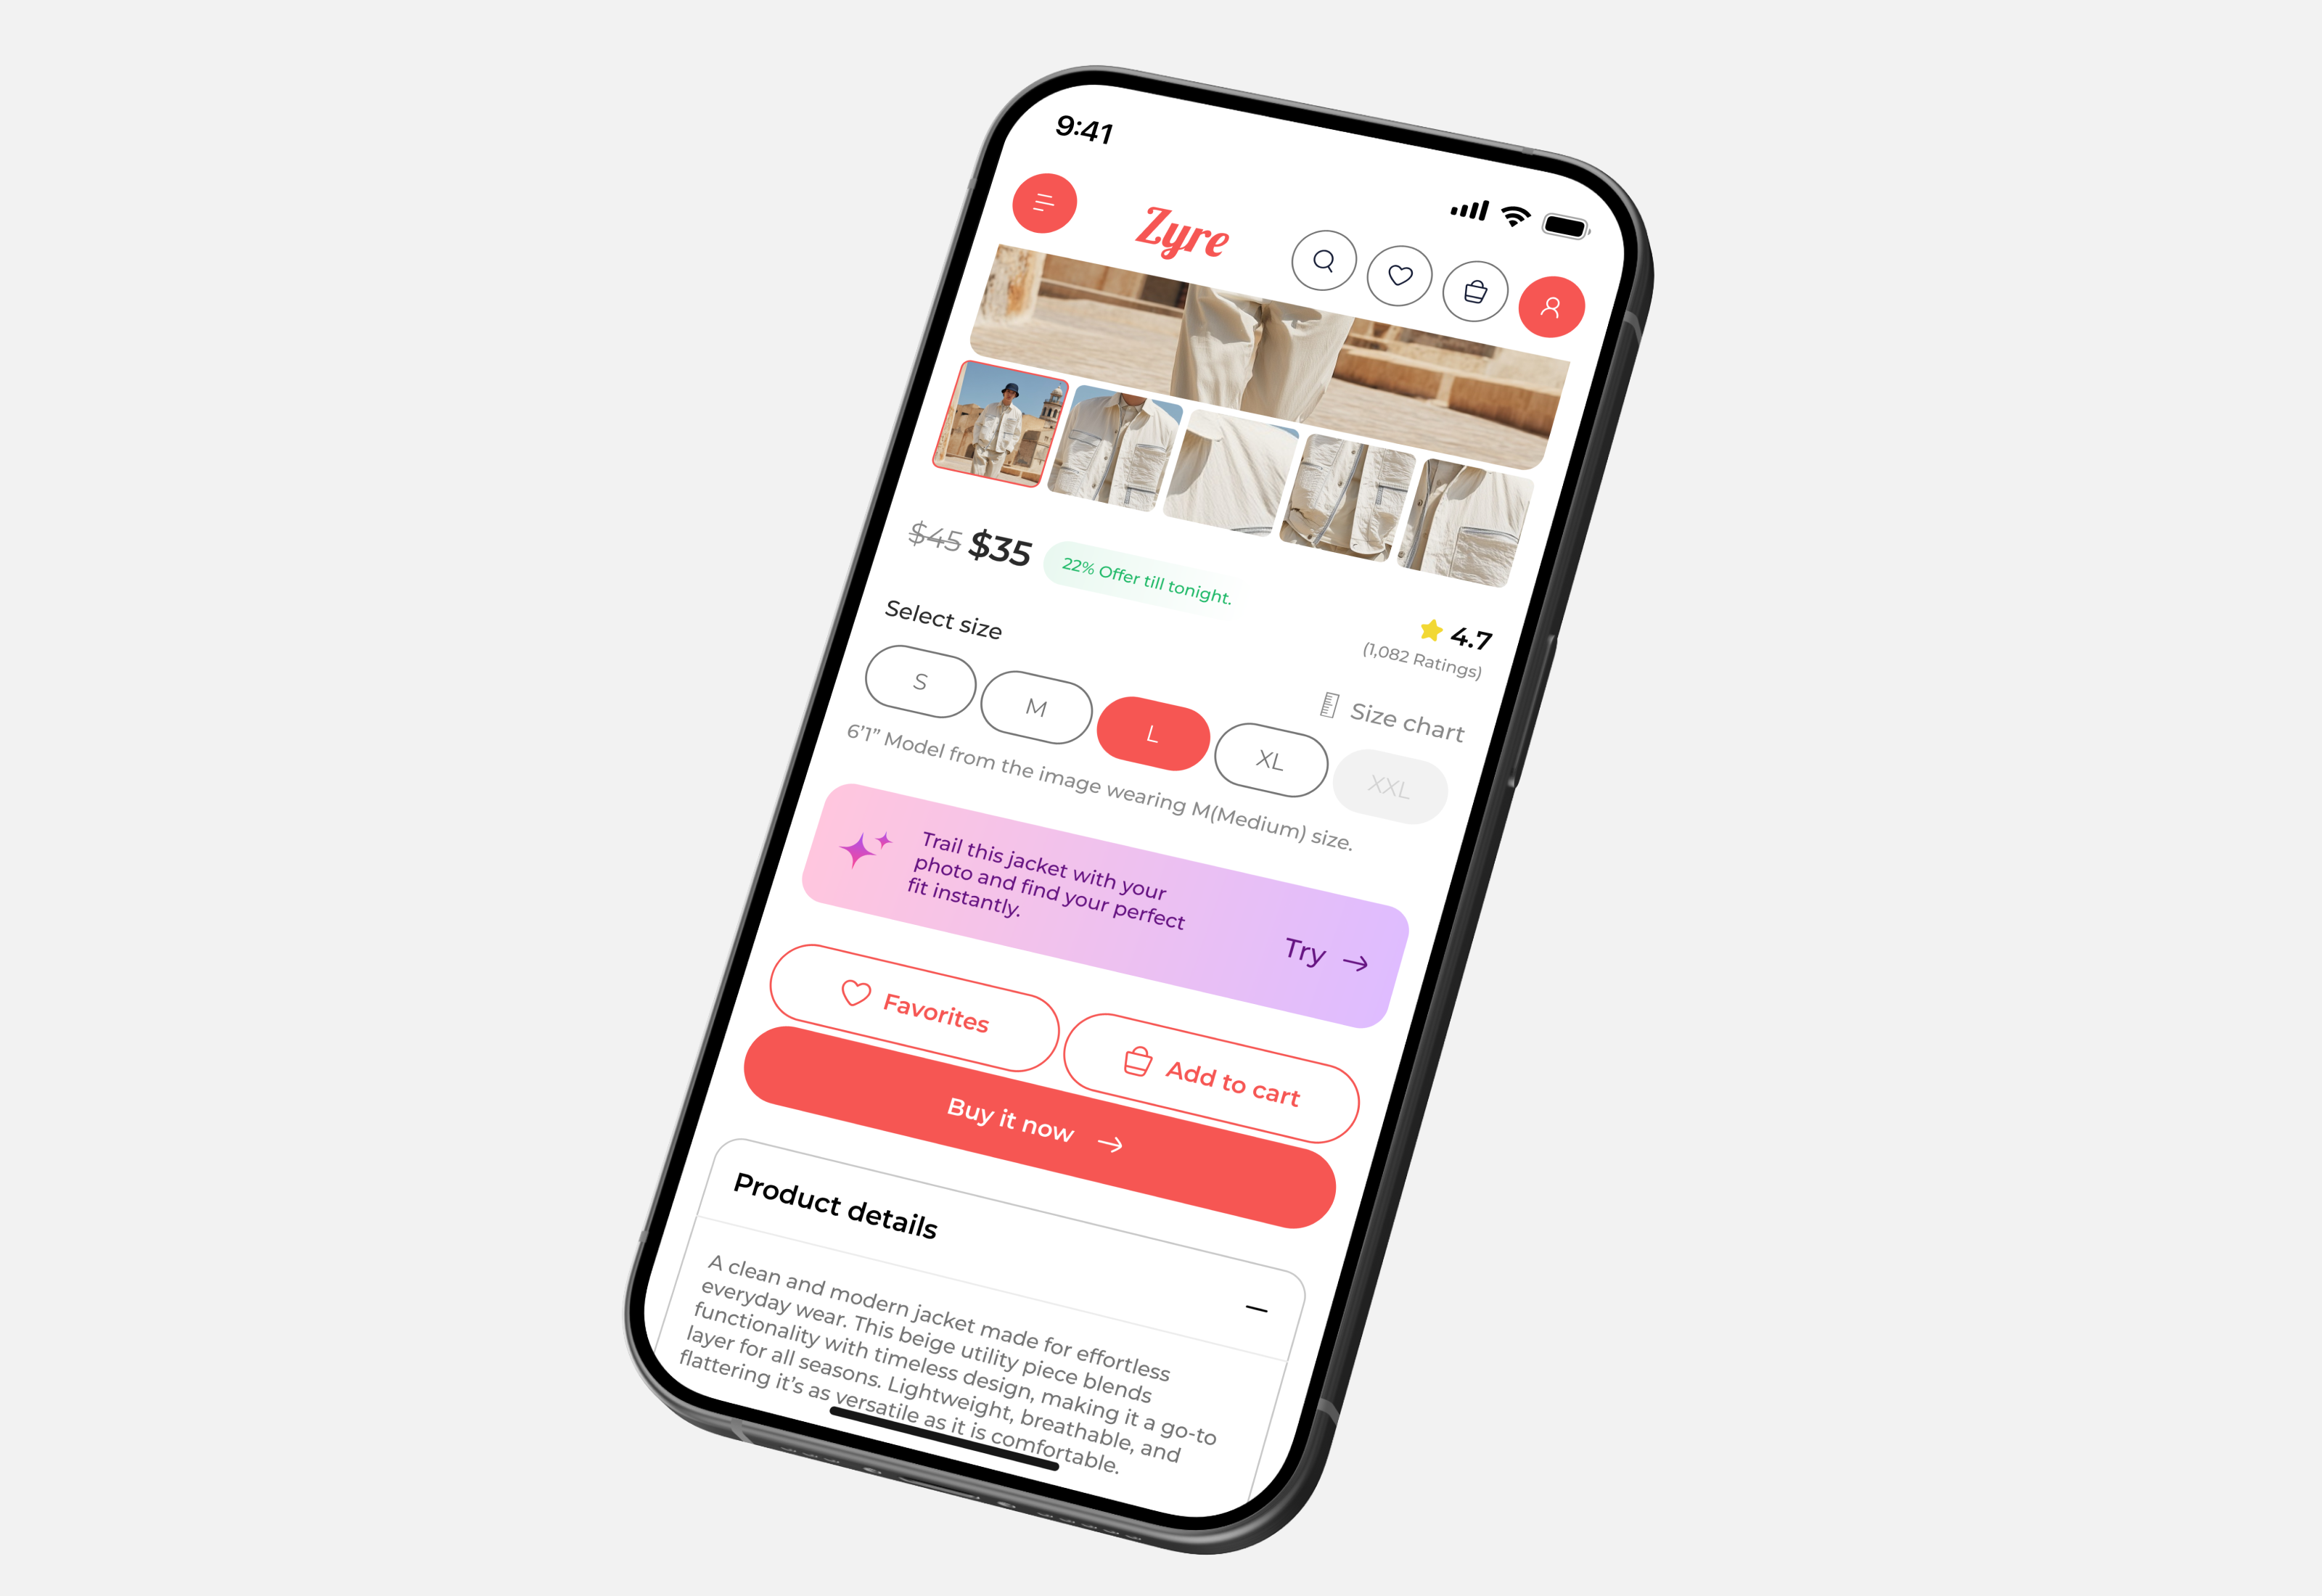 9:41
Zyre
$45 $35 22% Offer till tonight.
4.7
(1,082 Ratings)
Select size
Size chart
S M L XL XXL
6’1” Model from the image wearing M(Medium) size.
Trail this jacket with your
photo and find your perfect
fit instantly.
Try
Favorites
Add to cart
Buy it now
Product details
A clean and modern jacket made for effortless
everyday wear. This beige utility piece blends
functionality with timeless design, making it a go-to
layer for all seasons. Lightweight, breathable, and
flattering it’s as versatile as it is comfortable.